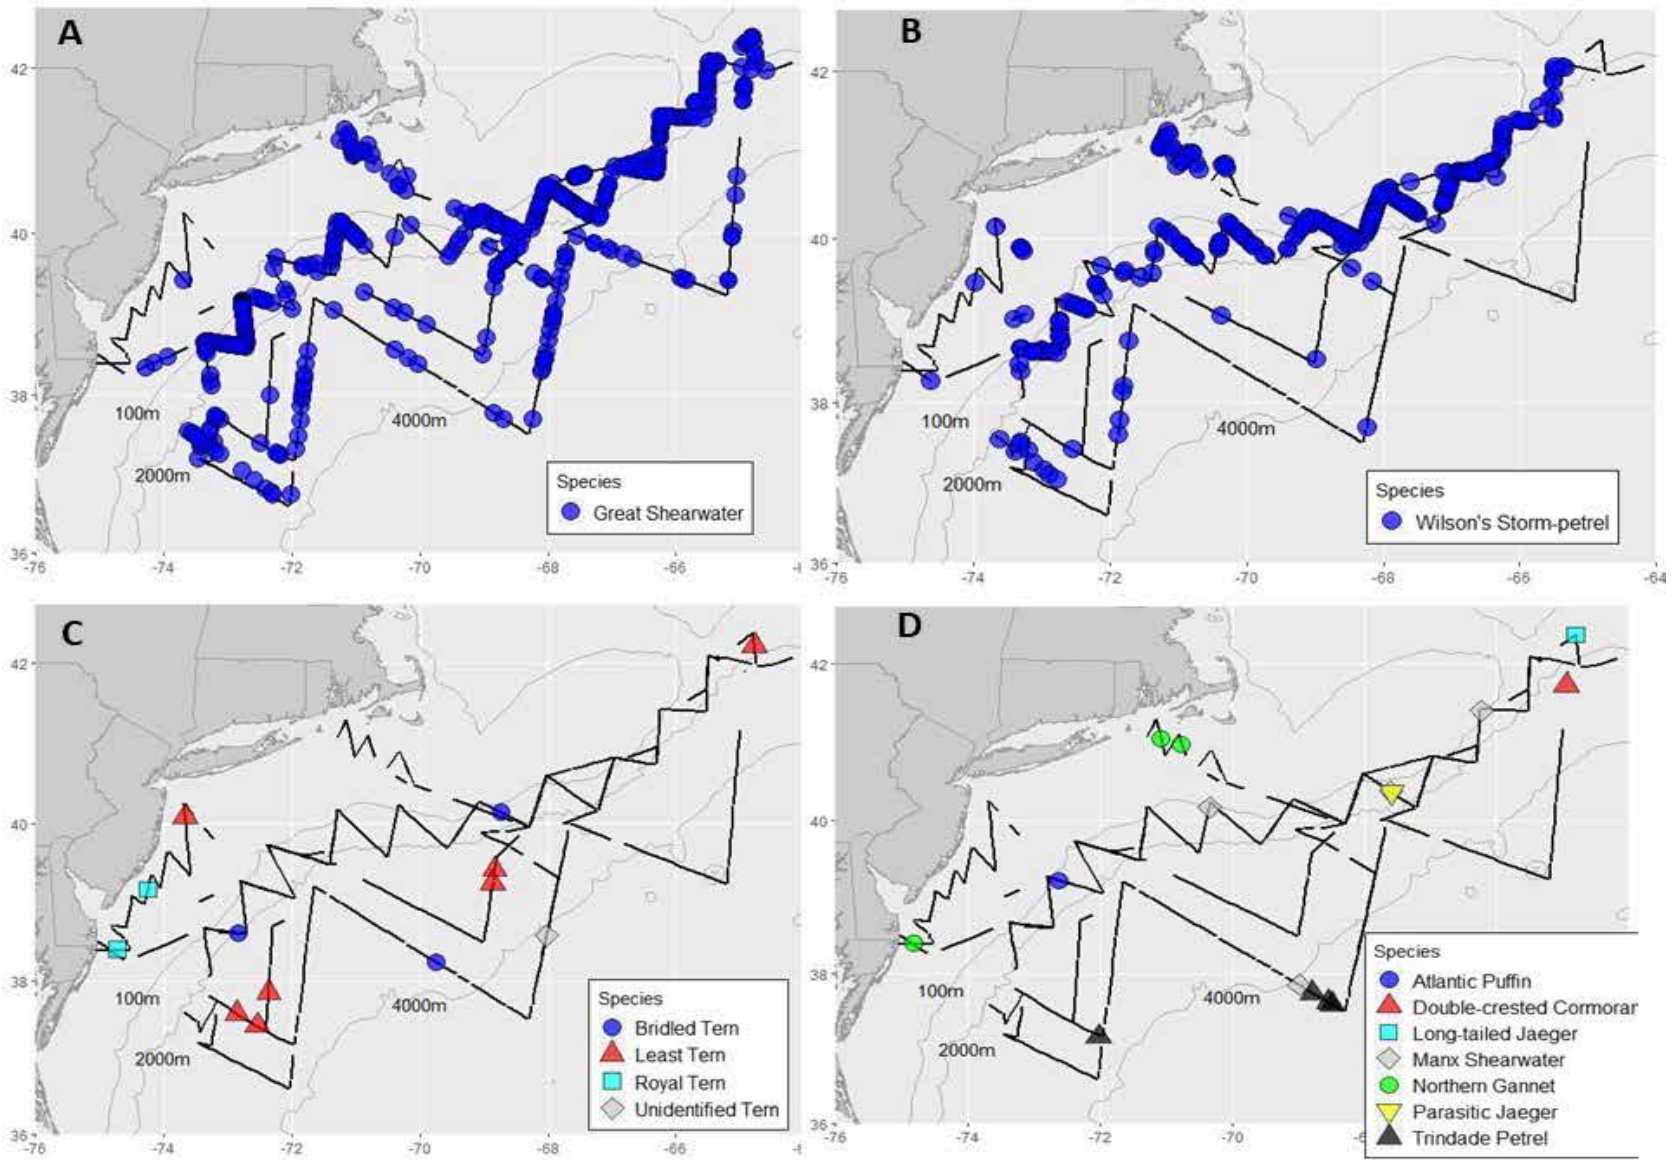 A
42
40
38
36
-76
-74
-72
-70
-68
-66
100m
2000m
4000m
Species
Great Shearwater
B
42
40
38
36
-76
-74
-72
-70
-68
-66
-64
100m
2000m
4000m
Species
Wilson's Storm-petrel
C
42
40
38
36
-76
-74
-72
-70
-68
-66
100m
2000m
4000m
Species
Bridled Tern
Least Tern
Royal Tern
Unidentified Tern
D
42
40
38
36
-76
-74
-72
-70
100m
2000m
4000m
Species
Atlantic Puffin
Double-crested Cormorar
Long-tailed Jaeger
Manx Shearwater
Northern Gannet
Parasitic Jaeger
Trindade Petrel